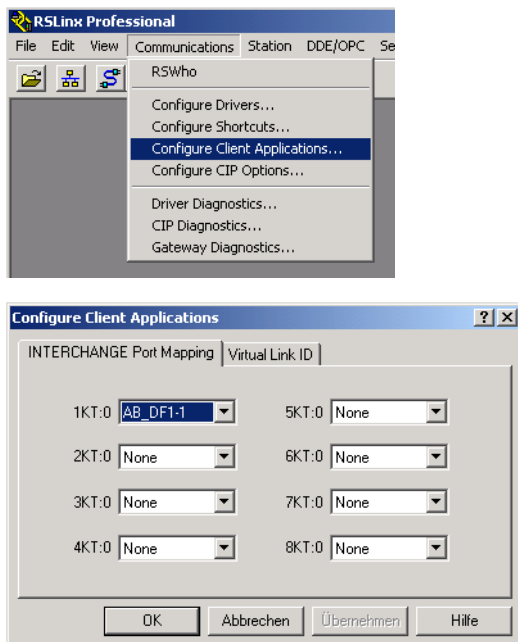 RSLinx Profes
File Edit View Communications Station DDE/OPC Se
RSWho
Configure Drivers...
Configure Shortcuts...
Configure Client Applications...
Configure CIP Options...
Driver Diagnostics...
CIP Diagnostics...
Gateway Diagnostics...
Configure Client Applications
INTERCHANGE Port Mapping Virtual Link ID
1KT:0 AB_DF1-1 5KT:0 None
2KT:0 None 6KT:0 None
3KT:0 None 7KT:0 None
4KT:0 None 8KT:0 None
OK Abbrechen Übernehmen Hilfe